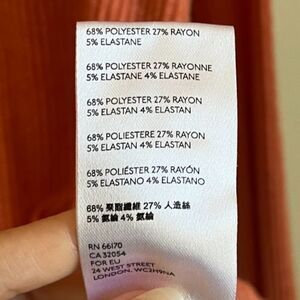 68% POLYESTER 27% RAYON
5% ELASTANE
68% POLYESTER 27% RAYONNE
5% ELASTANE 4% ELASTANE
68% POLYESTER 27% RAYON
5% ELASTAN 4% ELASTAN
68% POLIESTERE 27% RAYON
5% ELASTAN 4% ELASTAN
68% POLIÉSTER 27% RAYÓN
5% ELASTANO 4% ELASTANO
68% 聚脂纖維 27% 人造絲
5% 氨綸 4% 氨綸
RN 66170
CA 32054
FOR EU
24 WEST STREET
LONDON, WC2H9NA